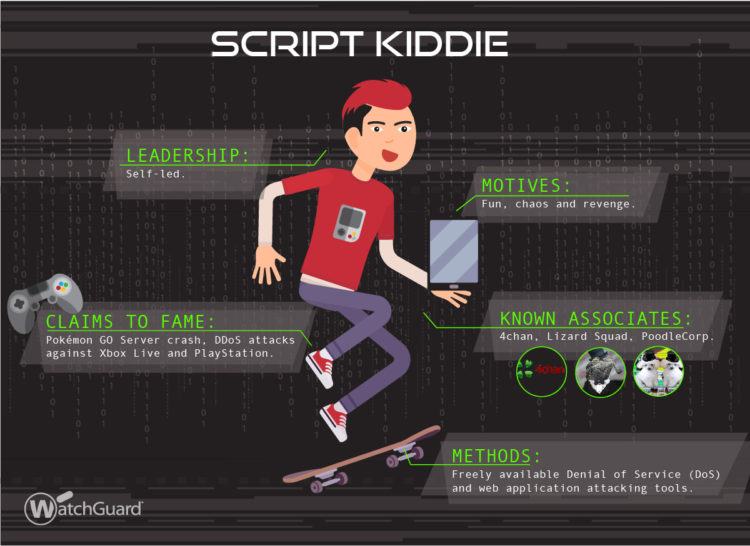 SCRIPT KIDDIE
LEADERSHIP:
Self-led.
MOTIVES:
Fun, chaos and revenge.
CLAIMS TO FAME:
Pokémon GO Server crash, DDoS attacks
against Xbox Live and PlayStation.
KNOWN ASSOCIATES:
4chan, Lizard Squad, PoodleCorp.
4chan
METHODS:
Freely available Denial of Service (DoS)
and web application attacking tools.
WatchGuard